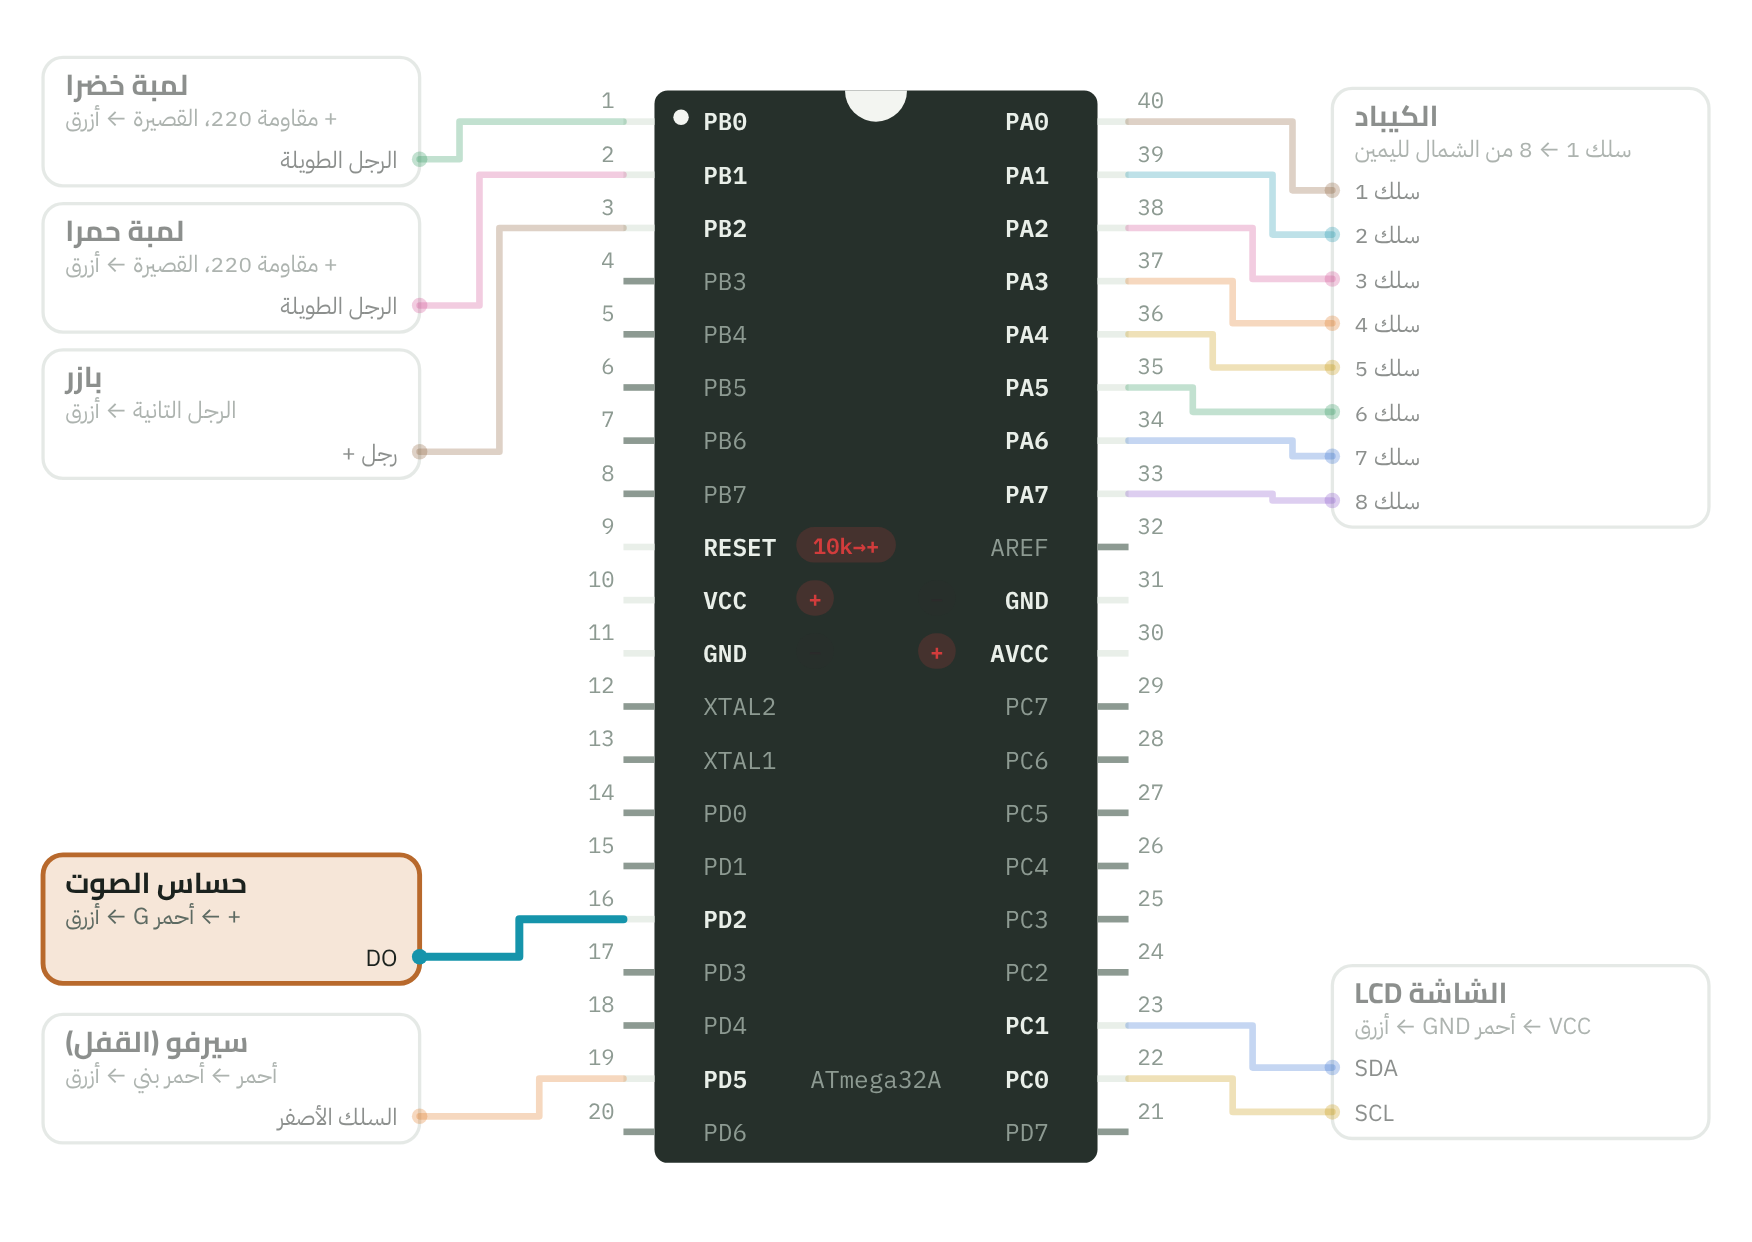 لمبة خضرا
+ مقاومة 220، القصيرة ← أزرق
الرجل الطويلة
لمبة حمرا
+ مقاومة 220، القصيرة ← أزرق
الرجل الطويلة
بازر
الرجل التانية ← أزرق
رجل +
حساس الصوت
+ ← أحمر G ← أزرق
DO
سيرفو (القفل)
أحمر ← أحمر بني ← أزرق
السلك الأصفر
1 PB0
2 PB1
3 PB2
4 PB3
5 PB4
6 PB5
7 PB6
8 PB7
9 RESET 10k→+
10 VCC +
11 GND
12 XTAL2
13 XTAL1
14 PD0
15 PD1
16 PD2
17 PD3
18 PD4
19 PD5
20 PD6
ATmega32A
PA0 40
PA1 39
PA2 38
PA3 37
PA4 36
PA5 35
PA6 34
PA7 33
AREF 32
GND 31
+ AVCC 30
PC7 29
PC6 28
PC5 27
PC4 26
PC3 25
PC2 24
PC1 23
PC0 22
PD7 21
الكيباد
سلك 1 ← 8 من الشمال لليمين
سلك 1
سلك 2
سلك 3
سلك 4
سلك 5
سلك 6
سلك 7
سلك 8
الشاشة LCD
VCC ← أحمر GND ← أزرق
SDA
SCL